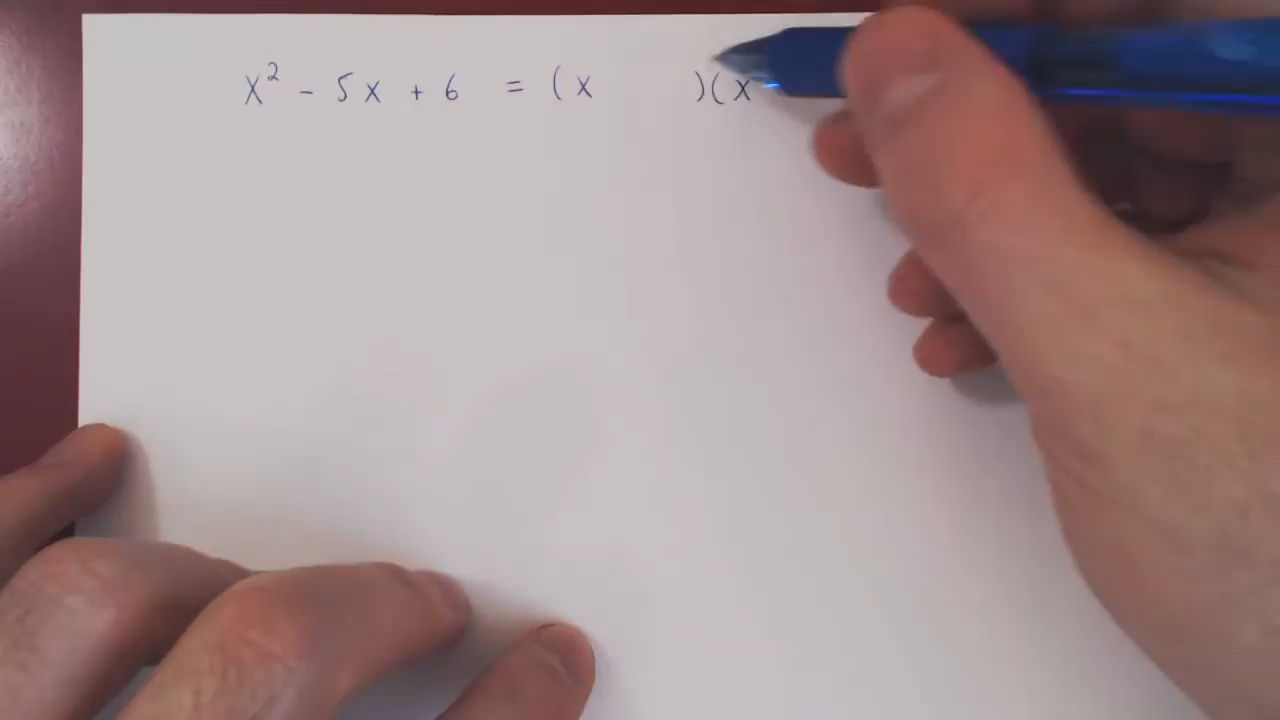 x² - 5x + 6 = (x )(x